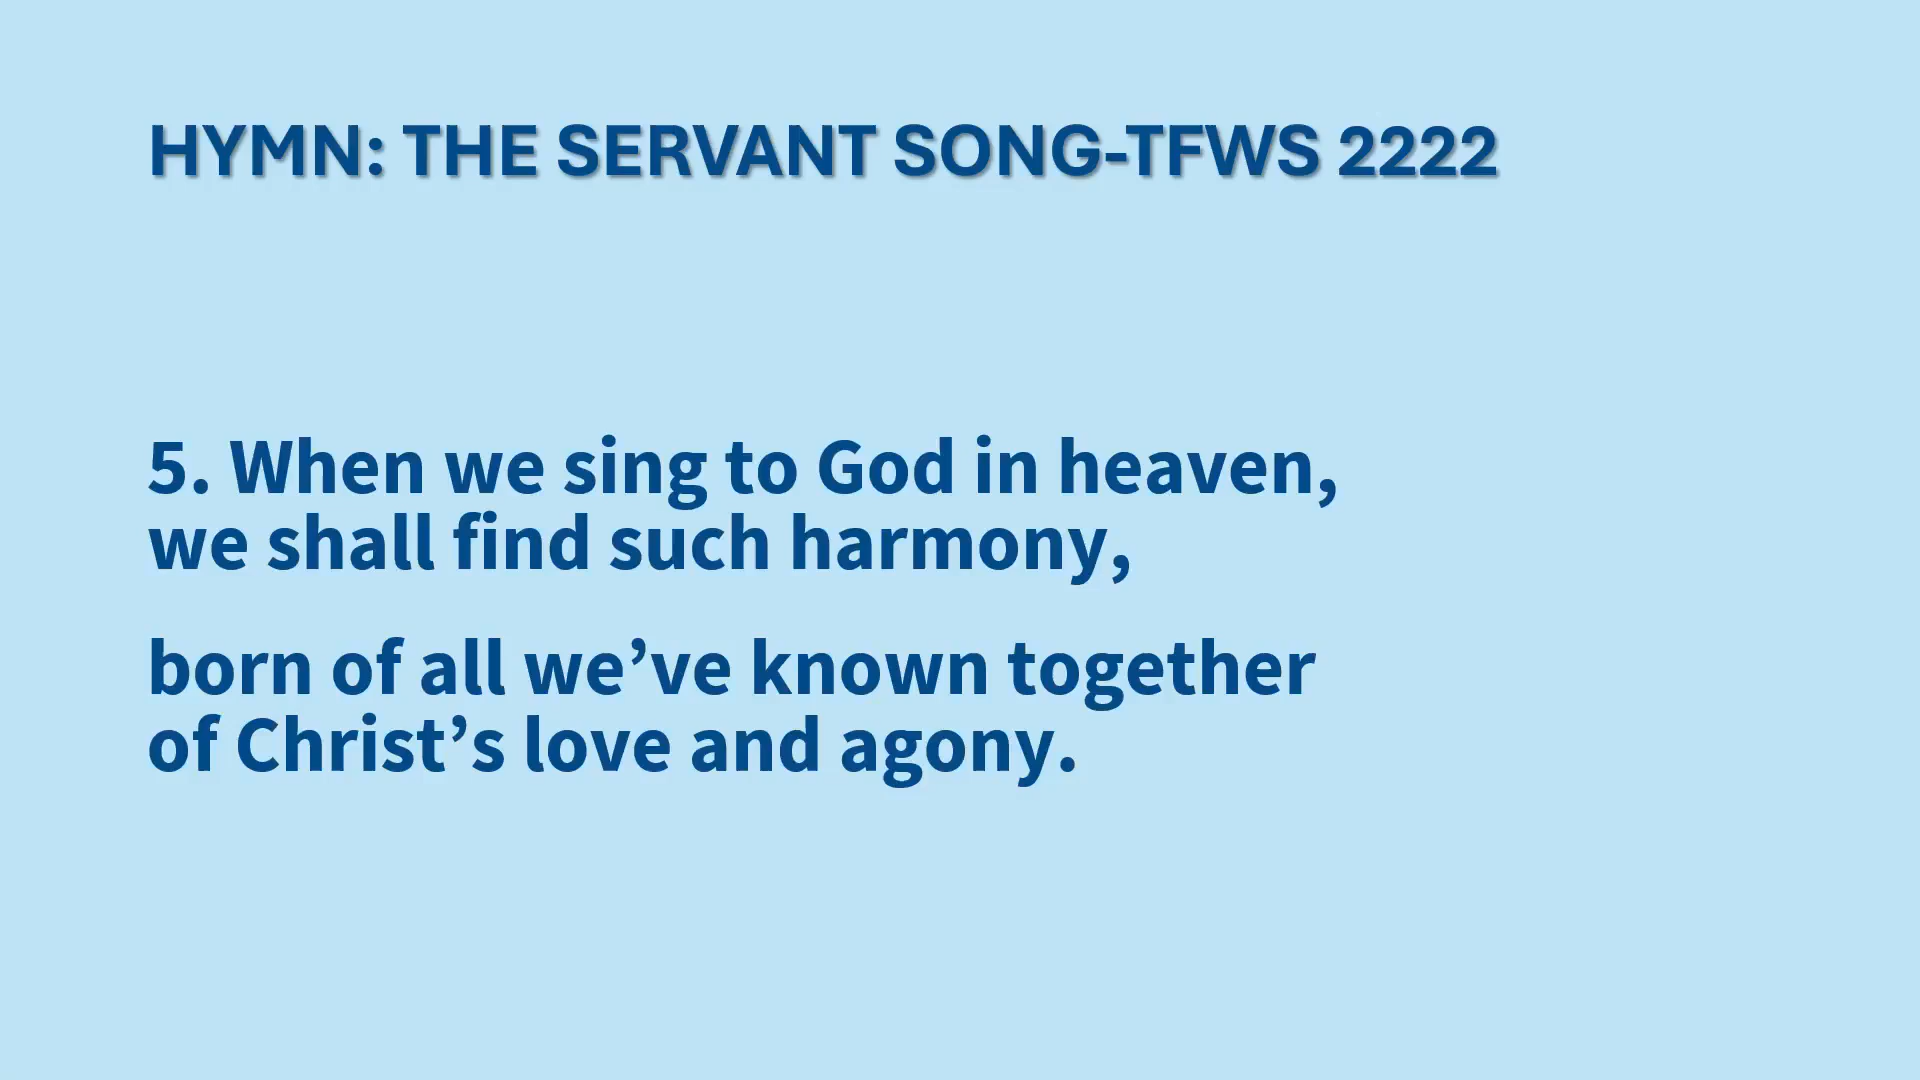 HYMN: THE SERVANT SONG-TFWS 2222
5. When we sing to God in heaven,
we shall find such harmony,
born of all we’ve known together
of Christ’s love and agony.